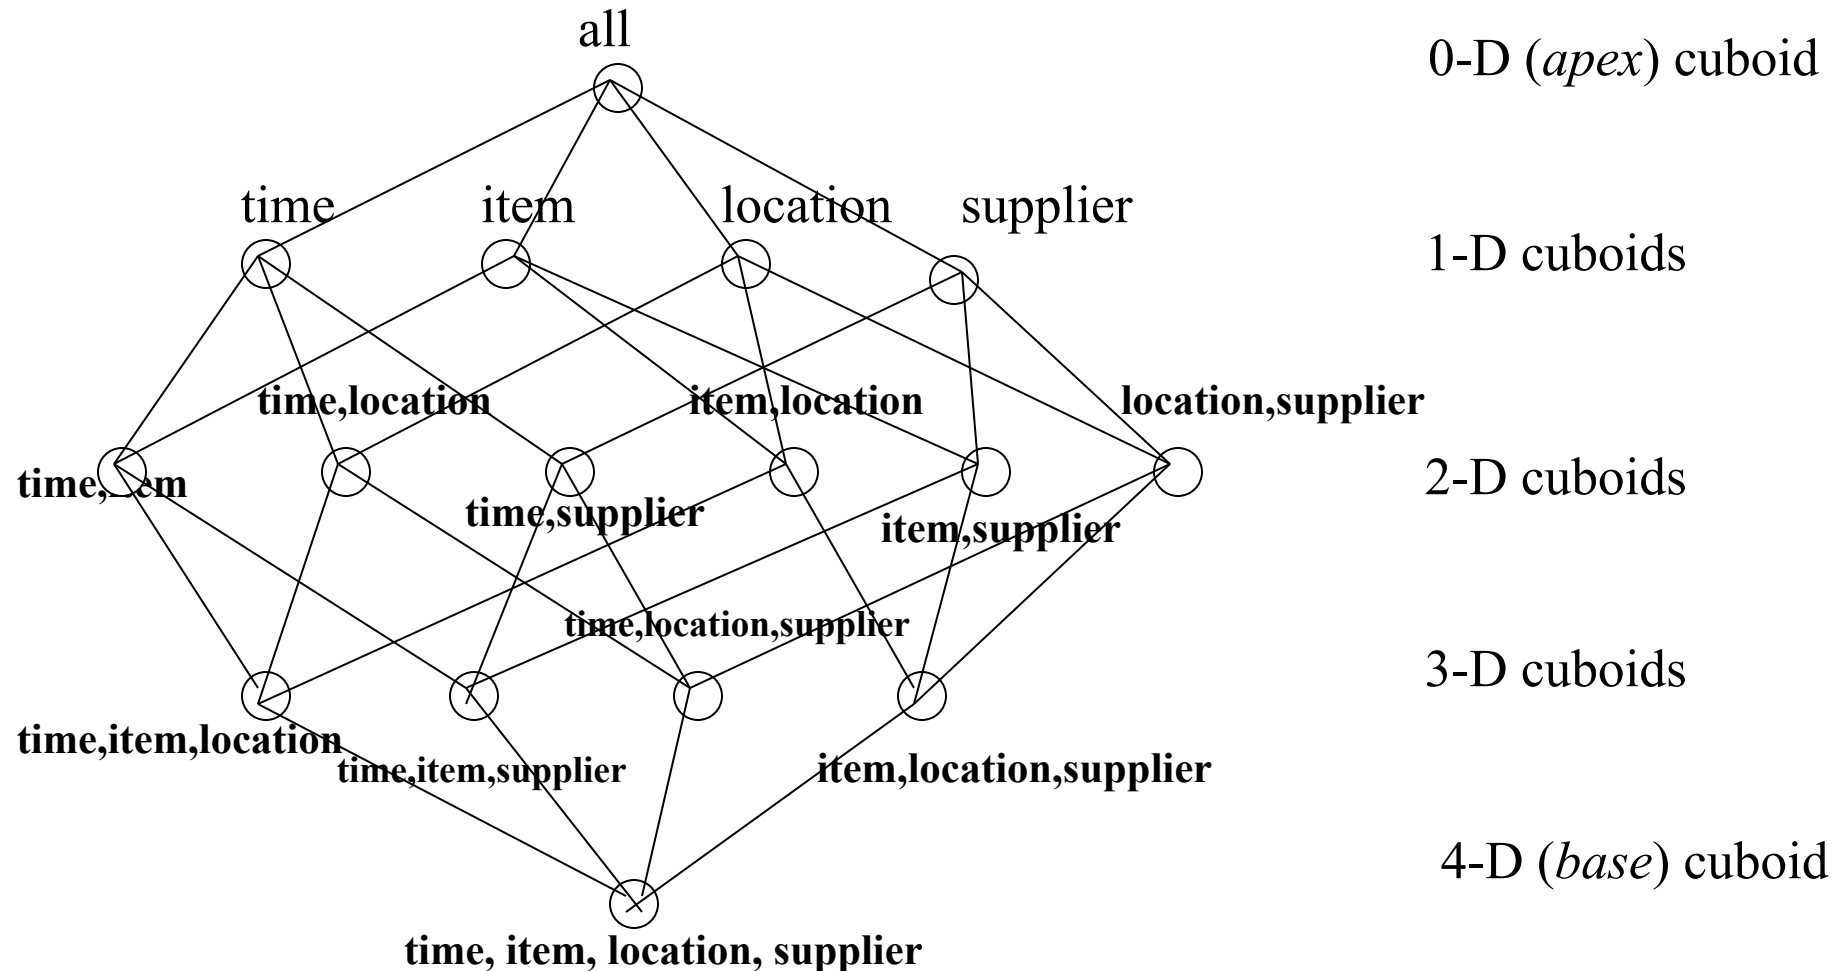 all
0-D (apex) cuboid
time
item
location
supplier
1-D cuboids
time,location
item,location
location,supplier
time,item
time,supplier
item,supplier
2-D cuboids
time,location,supplier
3-D cuboids
time,item,location
time,item,supplier
item,location,supplier
4-D (base) cuboid
time, item, location, supplier